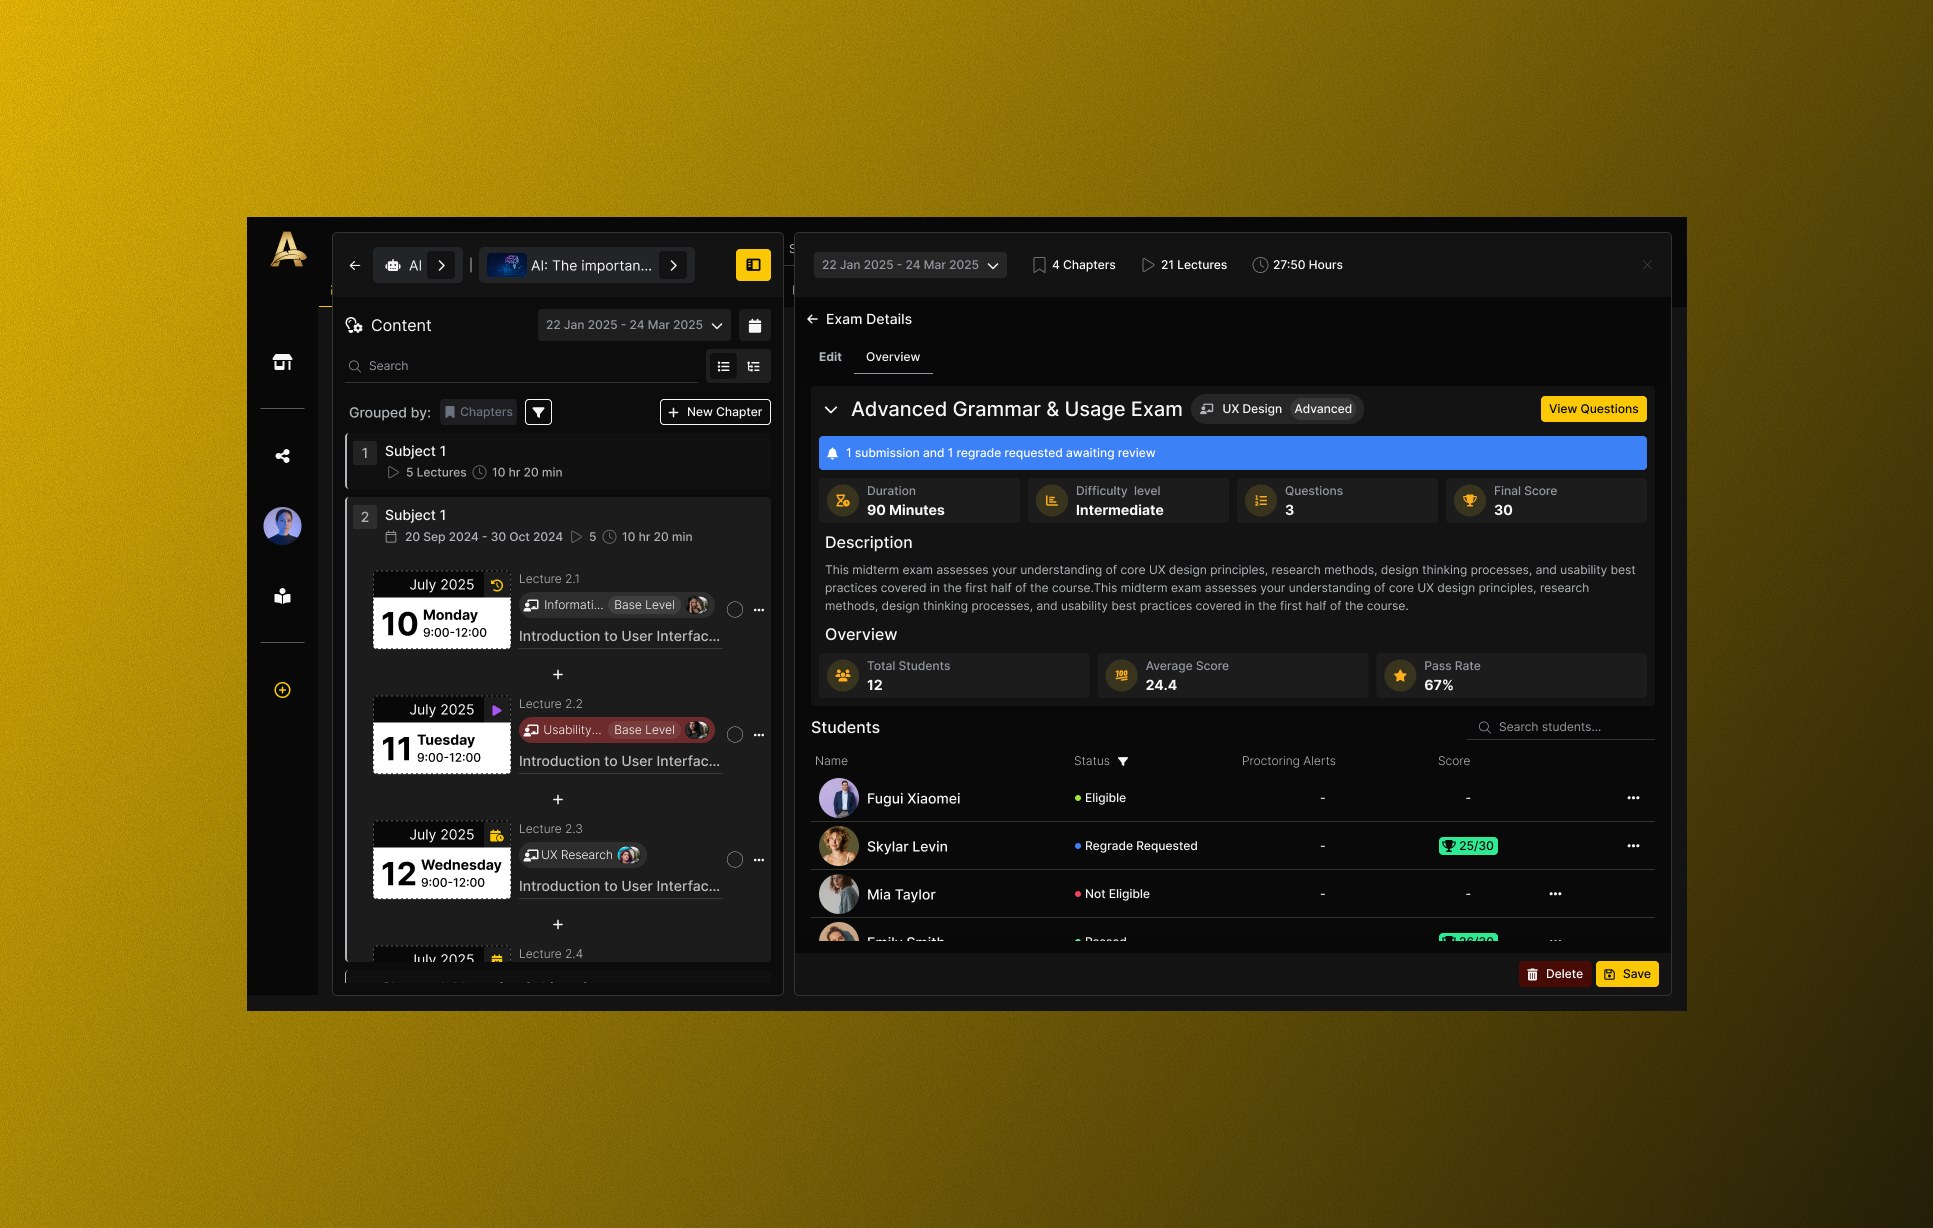 AI
AI: The importan...
Content
22 Jan 2025 - 24 Mar 2025
Search
Grouped by:
Chapters
New Chapter
1
Subject 1
5 Lectures
10 hr 20 min
2
Subject 1
20 Sep 2024 - 30 Oct 2024
5
10 hr 20 min
July 2025
10
Monday
9:00-12:00
Lecture 2.1
Informati...
Base Level
Introduction to User Interfac...
+
July 2025
11
Tuesday
9:00-12:00
Lecture 2.2
Usability...
Base Level
Introduction to User Interfac...
+
July 2025
12
Wednesday
9:00-12:00
Lecture 2.3
UX Research
Introduction to User Interfac...
+
July 2025
Lecture 2.4
22 Jan 2025 - 24 Mar 2025
4 Chapters
21 Lectures
27:50 Hours
Exam Details
Edit
Overview
Advanced Grammar & Usage Exam
UX Design
Advanced
View Questions
1 submission and 1 regrade requested awaiting review
Duration
90 Minutes
Difficulty level
Intermediate
Questions
3
Final Score
30
Description
This midterm exam assesses your understanding of core UX design principles, research methods, design thinking processes, and usability best
practices covered in the first half of the course.This midterm exam assesses your understanding of core UX design principles, research
methods, design thinking processes, and usability best practices covered in the first half of the course.
Overview
Total Students
12
Average Score
24.4
Pass Rate
67%
Students
Search students...
Name
Status
Proctoring Alerts
Score
Fugui Xiaomei
Eligible
-
-
Skylar Levin
Regrade Requested
-
25/30
Mia Taylor
Not Eligible
-
-
Emily Smith
Passed
Delete
Save